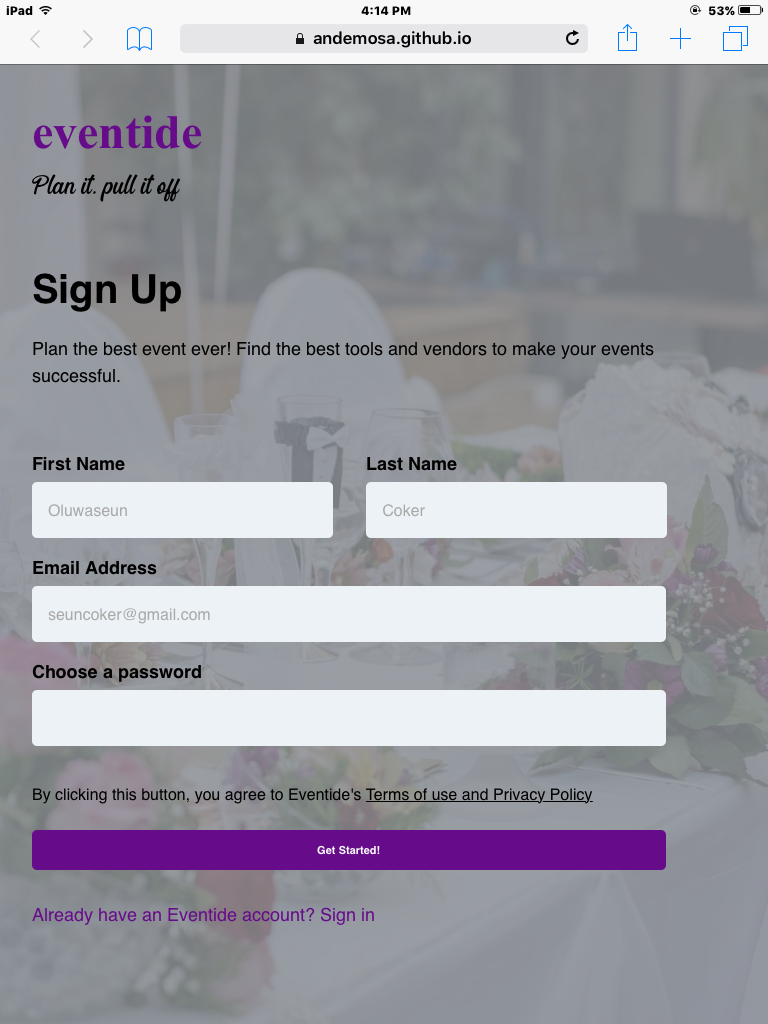 iPad 4:14 PM 53%
andemosa.github.io
eventide
Plan it. pull it off
Sign Up
Plan the best event ever! Find the best tools and vendors to make your events
successful.
First Name Last Name
Oluwaseun Coker
Email Address
seuncoker@gmail.com
Choose a password
By clicking this button, you agree to Eventide's Terms of use and Privacy Policy
Get Started!
Already have an Eventide account? Sign in